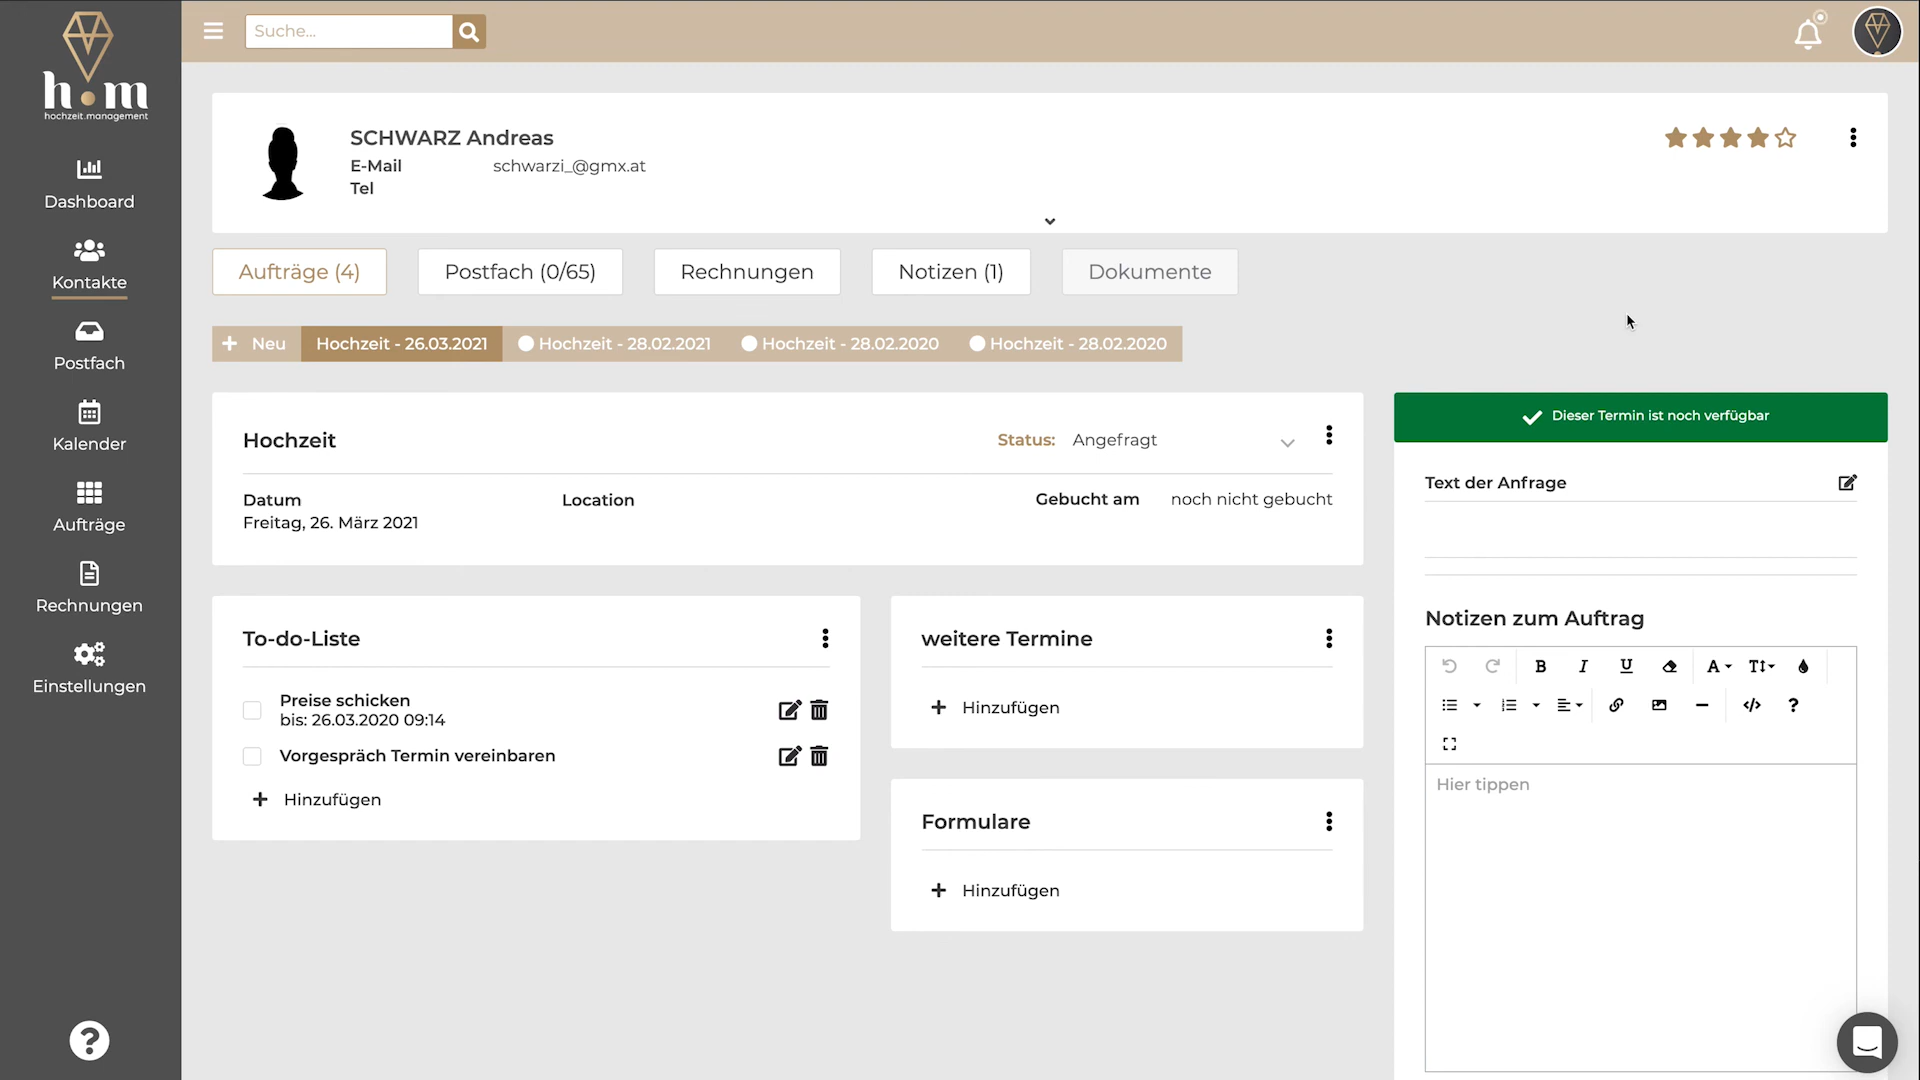 h.m
hochzeit.management
Suche...
Dashboard
Kontakte
Postfach
Kalender
Aufträge
Rechnungen
Einstellungen
SCHWARZ Andreas
E-Mail schwarzi_@gmx.at
Tel
Aufträge (4) Postfach (0/65) Rechnungen Notizen (1) Dokumente
+ Neu Hochzeit - 26.03.2021 Hochzeit - 28.02.2021 Hochzeit - 28.02.2020 Hochzeit - 28.02.2020
Hochzeit Status: Angefragt
Datum Location Gebucht am noch nicht gebucht
Freitag, 26. März 2021
To-do-Liste
Preise schicken
bis: 26.03.2020 09:14
Vorgespräch Termin vereinbaren
+ Hinzufügen
weitere Termine
+ Hinzufügen
Formulare
+ Hinzufügen
Dieser Termin ist noch verfügbar
Text der Anfrage
Notizen zum Auftrag
Hier tippen